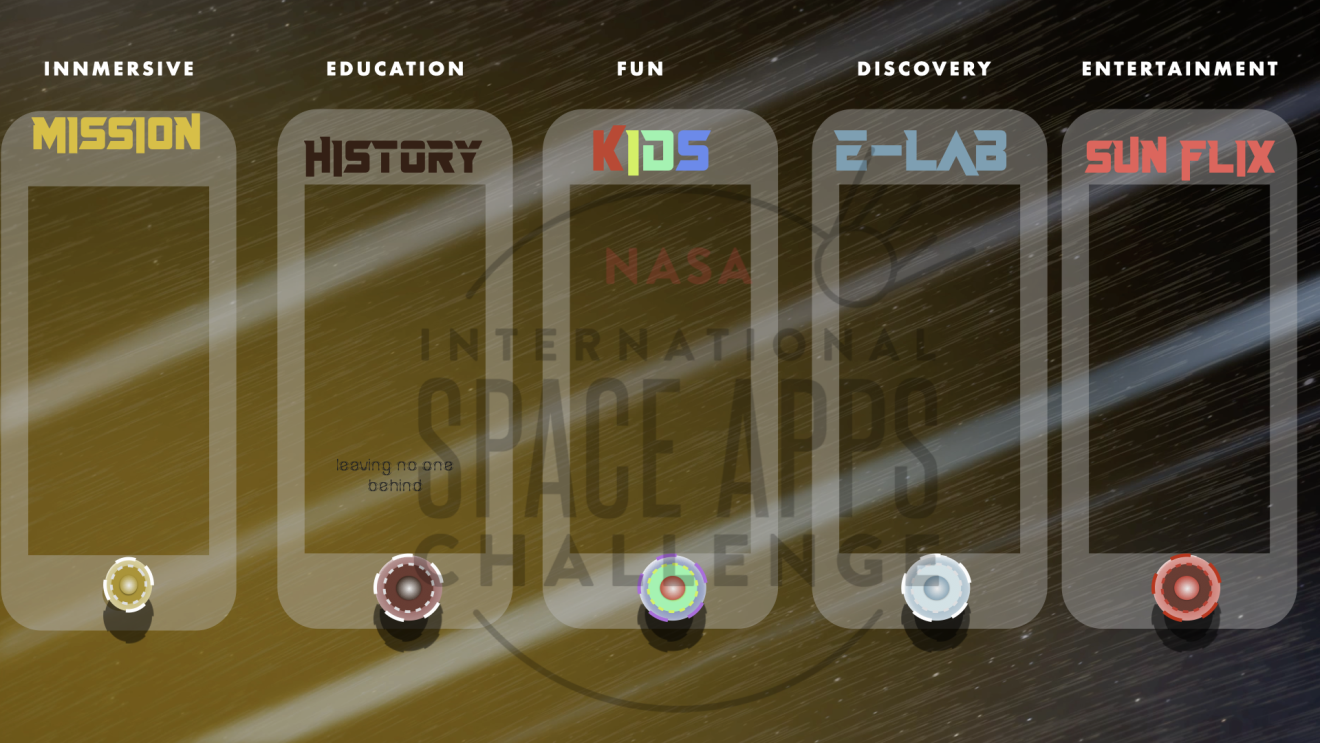 INNMERSIVE
EDUCATION
FUN
DISCOVERY
ENTERTAINMENT
MISSION
HISTORY
KIDS
E-LAB
SUN FLIX
NASA
INTERNATIONAL
SPACE APPS
CHALLENGE
leaving no one
behind